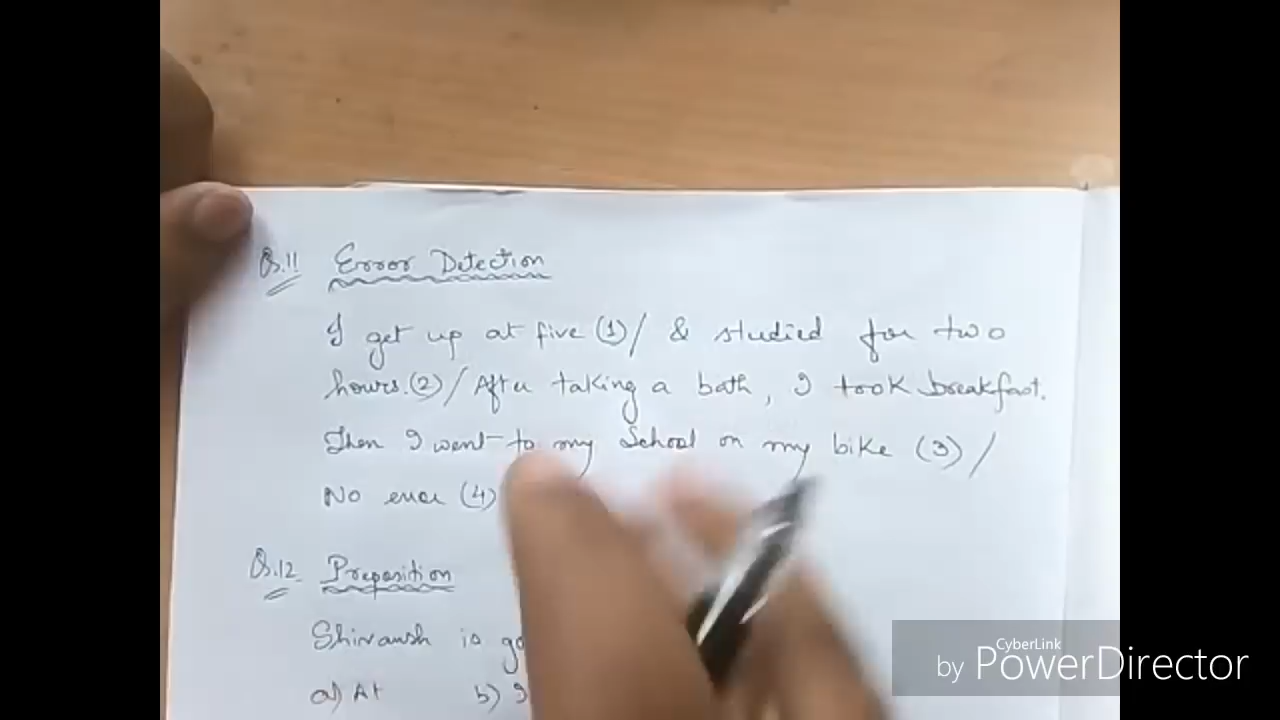 Q.11 Error Detection
I get up at five (1)/ & studied for two
hours.(2)/ After taking a bath, I took breakfast.
Then I went to my School on my bike (3) /
No error (4)
Q.12 Preposition
Shivansh is
a) At b)
CyberLink
by PowerDirector